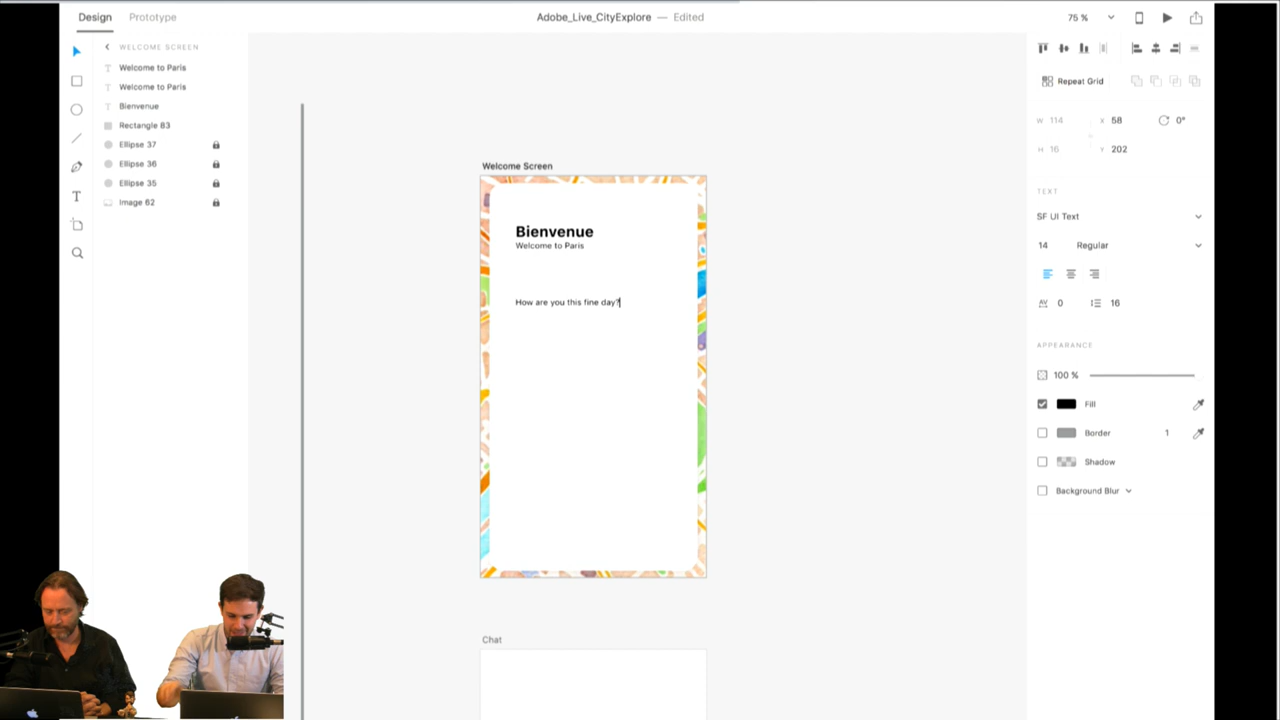 Design Prototype Adobe_Live_CityExplore — Edited 75 %
WELCOME SCREEN
Welcome to Paris
Welcome to Paris
Bienvenue
Rectangle 83
Ellipse 37
Ellipse 36
Ellipse 35
Image 62
Welcome Screen
Bienvenue
Welcome to Paris
How are you this fine day?
Chat
Repeat Grid
W 114 X 58 0°
H 16 Y 202
TEXT
SF UI Text
14 Regular
AV 0 16
APPEARANCE
100 %
Fill
Border 1
Shadow
Background Blur